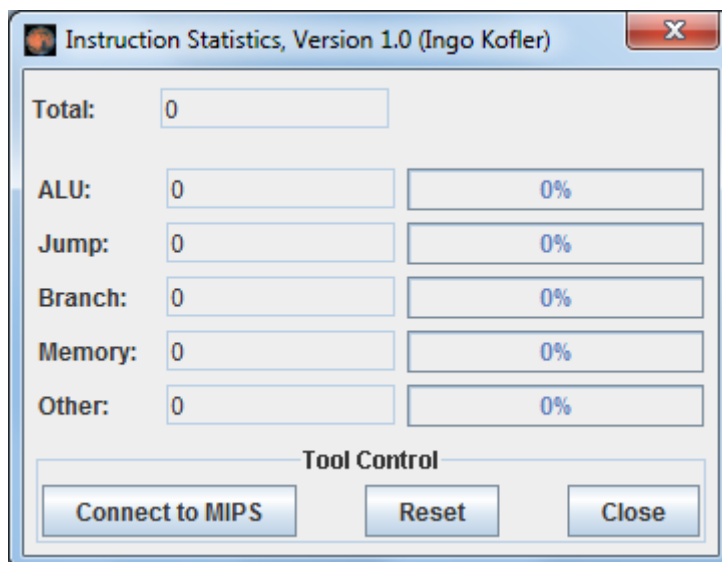 Instruction Statistics, Version 1.0 (Ingo Kofler)
Total: 0
ALU: 0 0%
Jump: 0 0%
Branch: 0 0%
Memory: 0 0%
Other: 0 0%
Tool Control
Connect to MIPS Reset Close